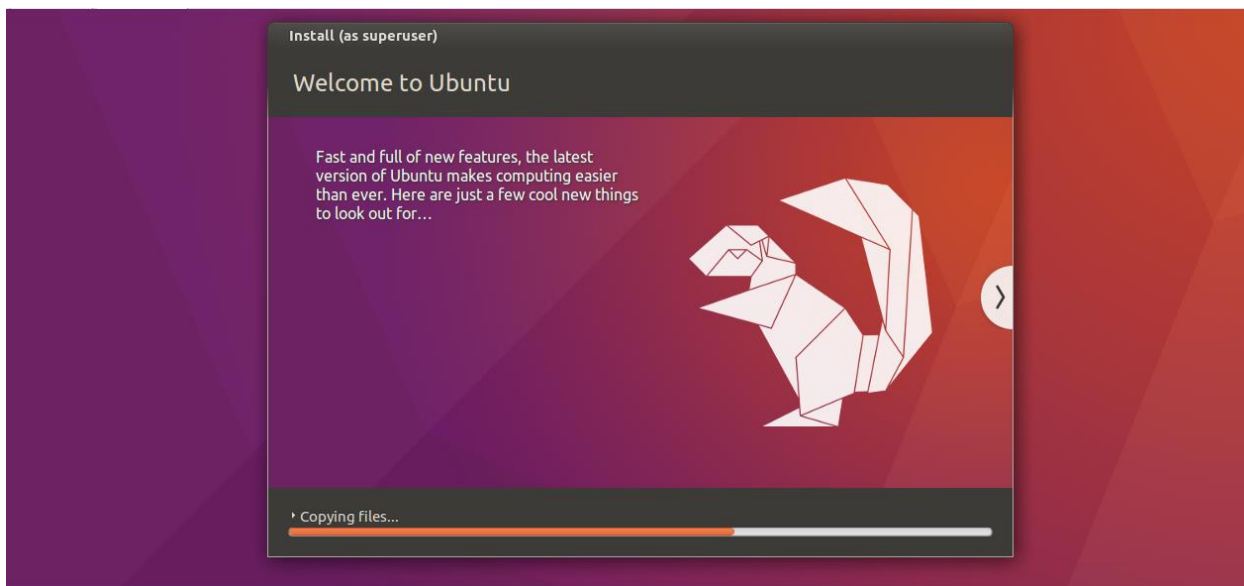 Install (as superuser)
Welcome to Ubuntu
Fast and full of new features, the latest
version of Ubuntu makes computing easier
than ever. Here are just a few cool new things
to look out for…
Copying files...